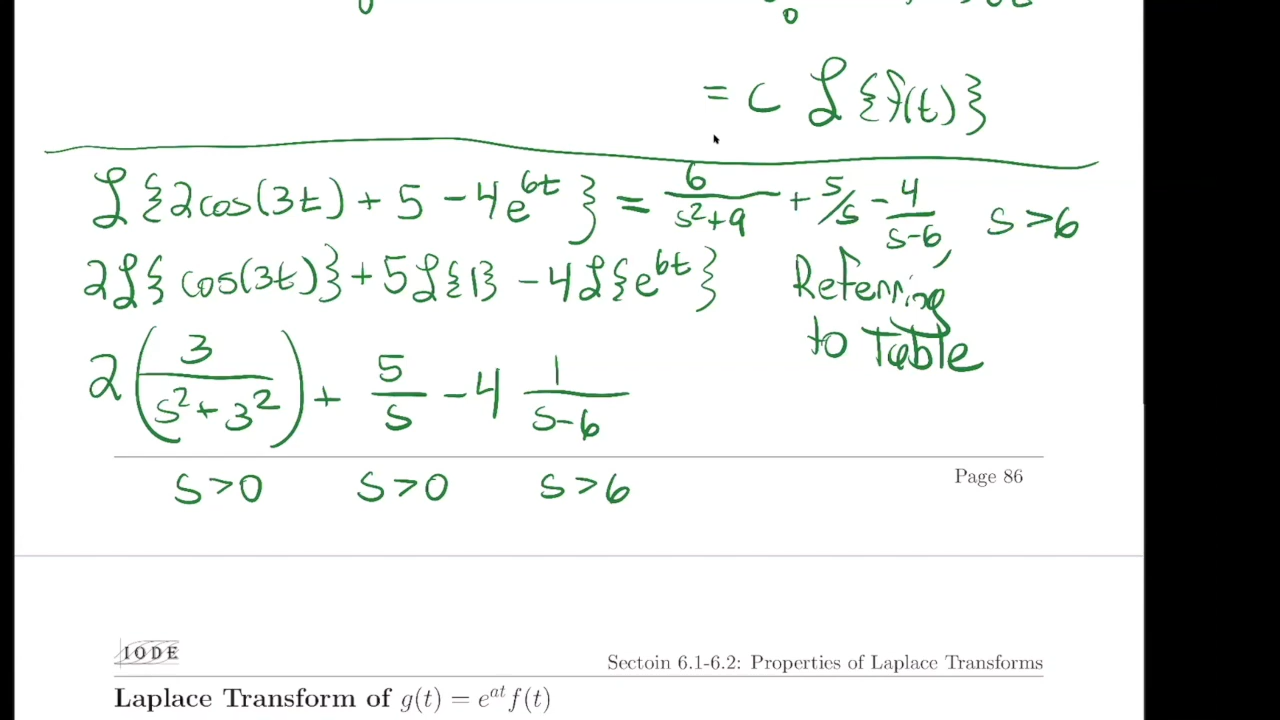 = c ℒ{f(t)}
ℒ{2cos(3t) + 5 − 4e^{6t}} = 6/(s²+9) + 5/s − 4/(s−6), s > 6
2ℒ{cos(3t)} + 5ℒ{1} − 4ℒ{e^{6t}}
Referring
to Table
2(3/(s²+3²)) + 5/s − 4 1/(s−6)
Page 86
s>0 s>0 s>6
IODE
Sectoin 6.1-6.2: Properties of Laplace Transforms
Laplace Transform of g(t) = e^{at} f(t)